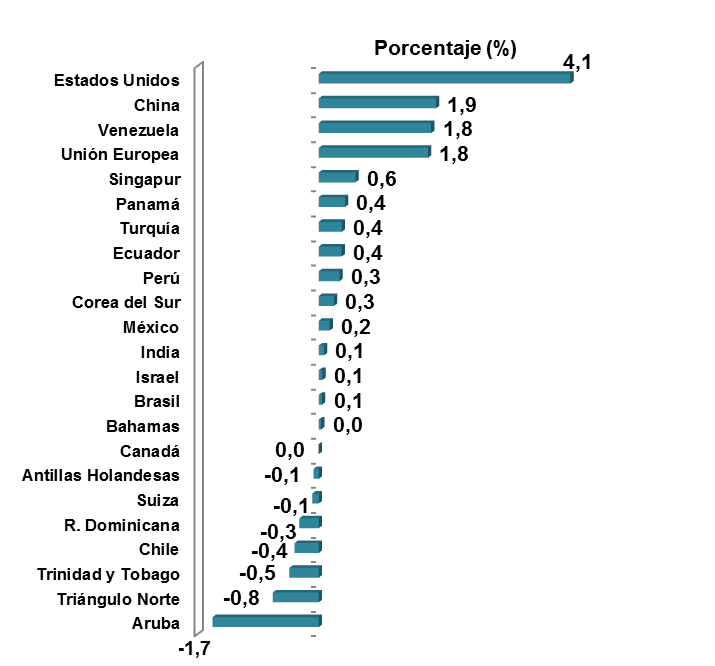 Porcentaje (%)
Estados Unidos 4,1
China 1,9
Venezuela 1,8
Unión Europea 1,8
Singapur 0,6
Panamá 0,4
Turquía 0,4
Ecuador 0,4
Perú 0,3
Corea del Sur 0,3
México 0,2
India 0,1
Israel 0,1
Brasil 0,1
Bahamas 0,0
Canadá 0,0
Antillas Holandesas -0,1
Suiza -0,1
R. Dominicana -0,3
Chile -0,4
Trinidad y Tobago -0,5
Triángulo Norte -0,8
Aruba -1,7